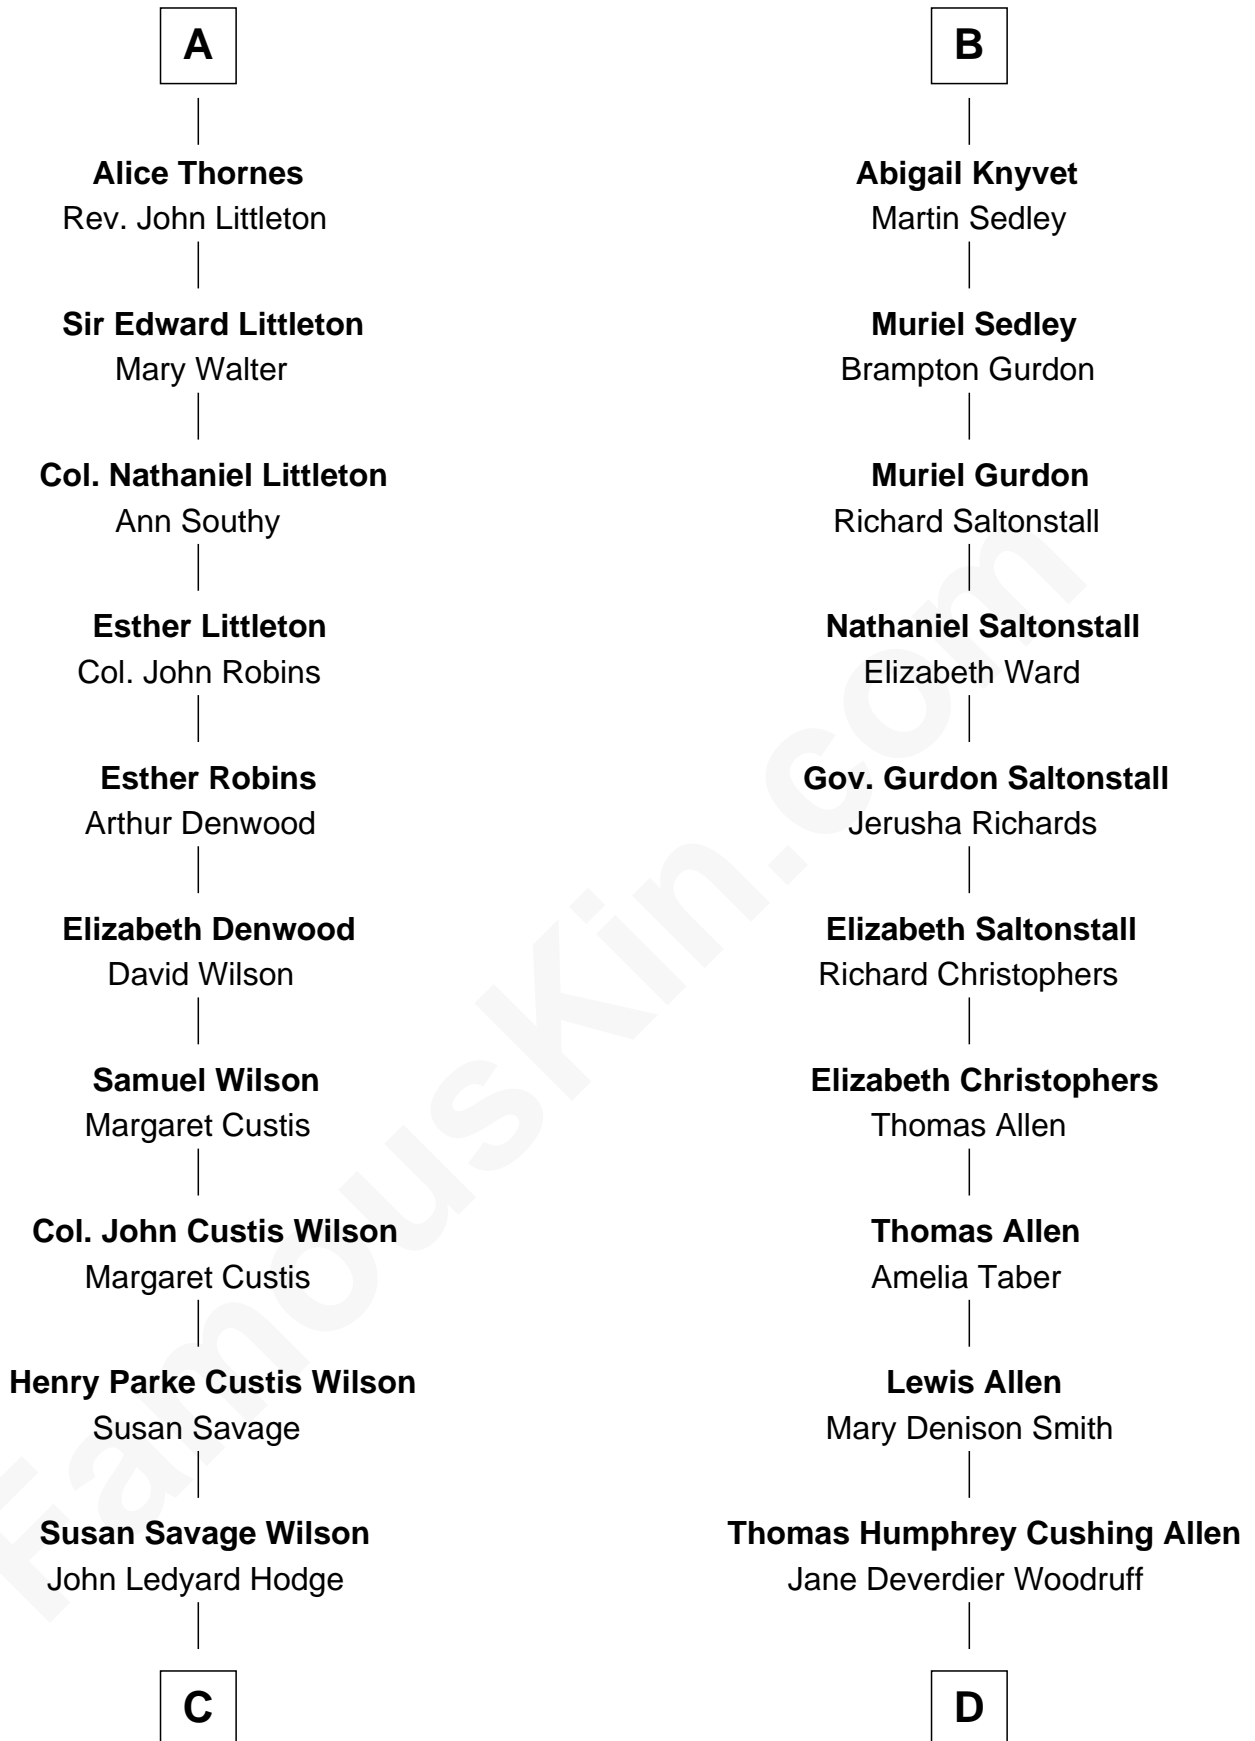 A
Alice Thornes
Rev. John Littleton
Sir Edward Littleton
Mary Walter
Col. Nathaniel Littleton
Ann Southy
Esther Littleton
Col. John Robins
Esther Robins
Arthur Denwood
Elizabeth Denwood
David Wilson
Samuel Wilson
Margaret Custis
Col. John Custis Wilson
Margaret Custis
Henry Parke Custis Wilson
Susan Savage
Susan Savage Wilson
John Ledyard Hodge
C
B
Abigail Knyvet
Martin Sedley
Muriel Sedley
Brampton Gurdon
Muriel Gurdon
Richard Saltonstall
Nathaniel Saltonstall
Elizabeth Ward
Gov. Gurdon Saltonstall
Jerusha Richards
Elizabeth Saltonstall
Richard Christophers
Elizabeth Christophers
Thomas Allen
Thomas Allen
Amelia Taber
Lewis Allen
Mary Denison Smith
Thomas Humphrey Cushing Allen
Jane Deverdier Woodruff
D
FamousKin.com